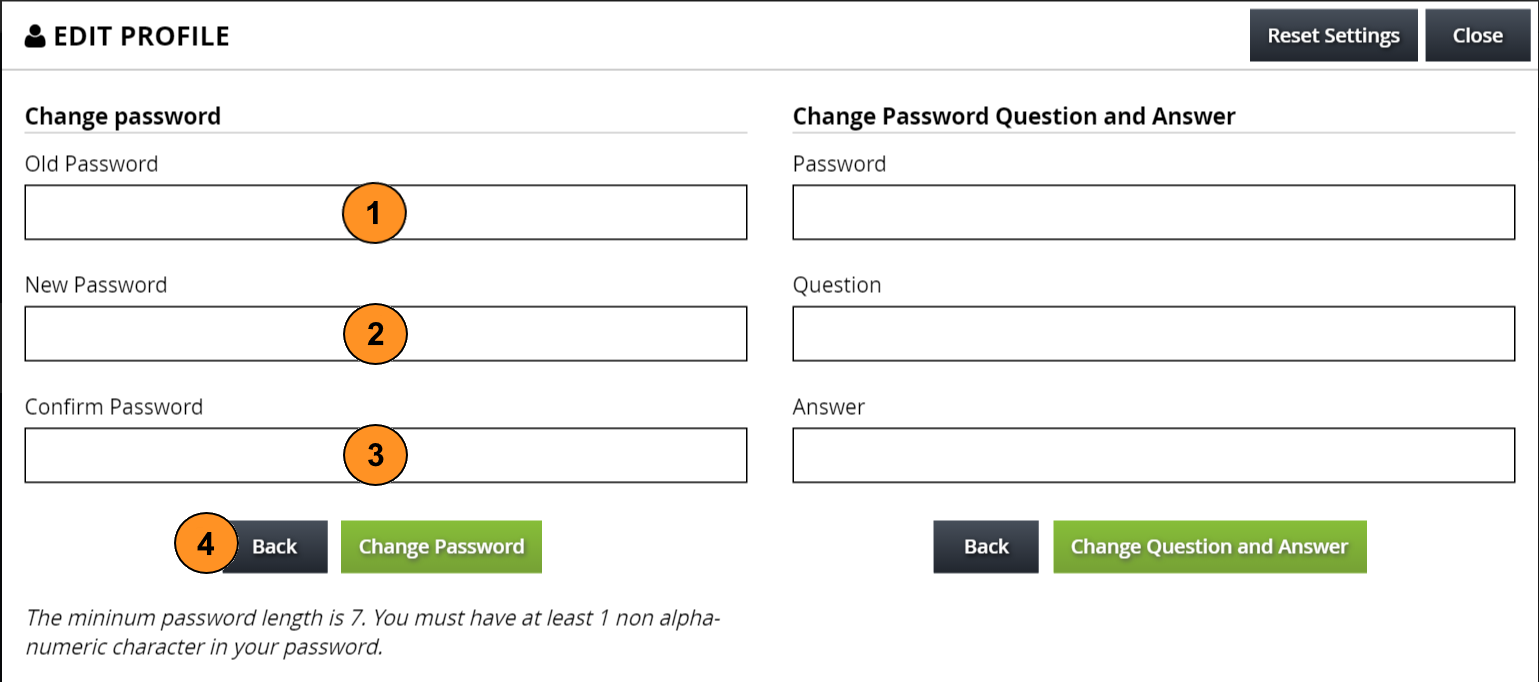 EDIT PROFILE
Reset Settings
Close
Change password
Old Password
1
New Password
2
Confirm Password
3
4
Back
Change Password
The mininum password length is 7. You must have at least 1 non alpha-
numeric character in your password.
Change Password Question and Answer
Password
Question
Answer
Back
Change Question and Answer